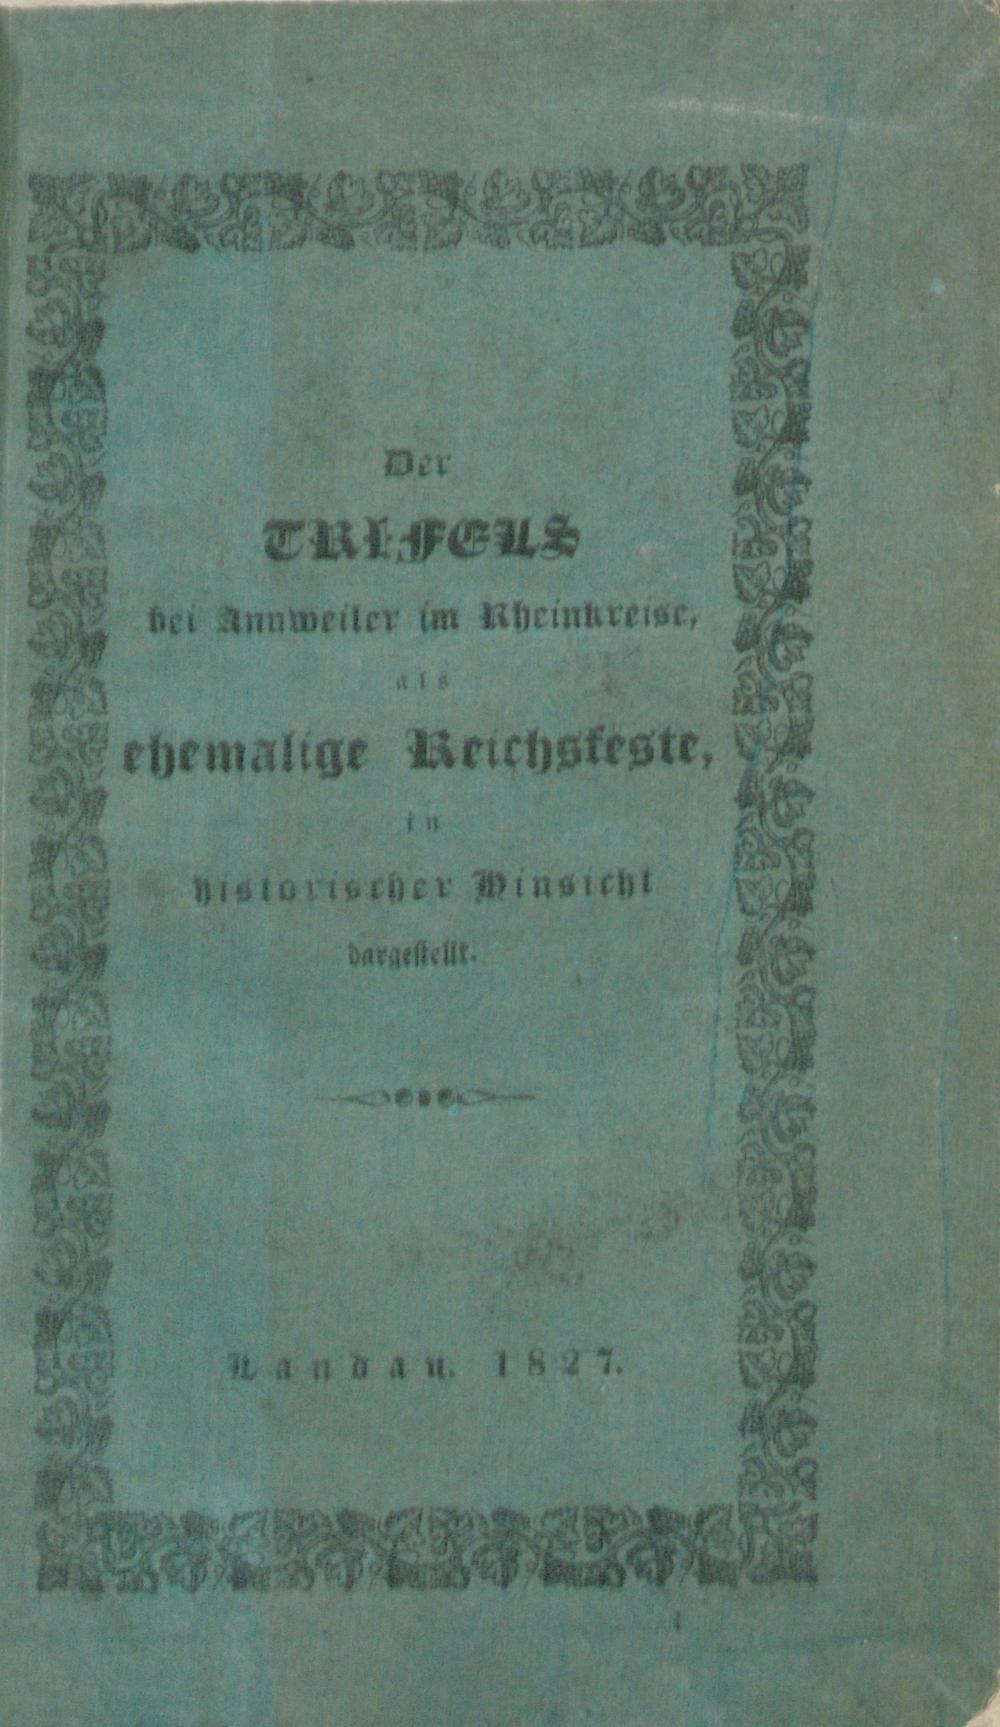 Der
TRIFELS
bei Annweiler im Rheinkreise,
als
ehemalige Reichsfeste,
in
historischer Hinsicht
dargestellt.
Landau. 1827.